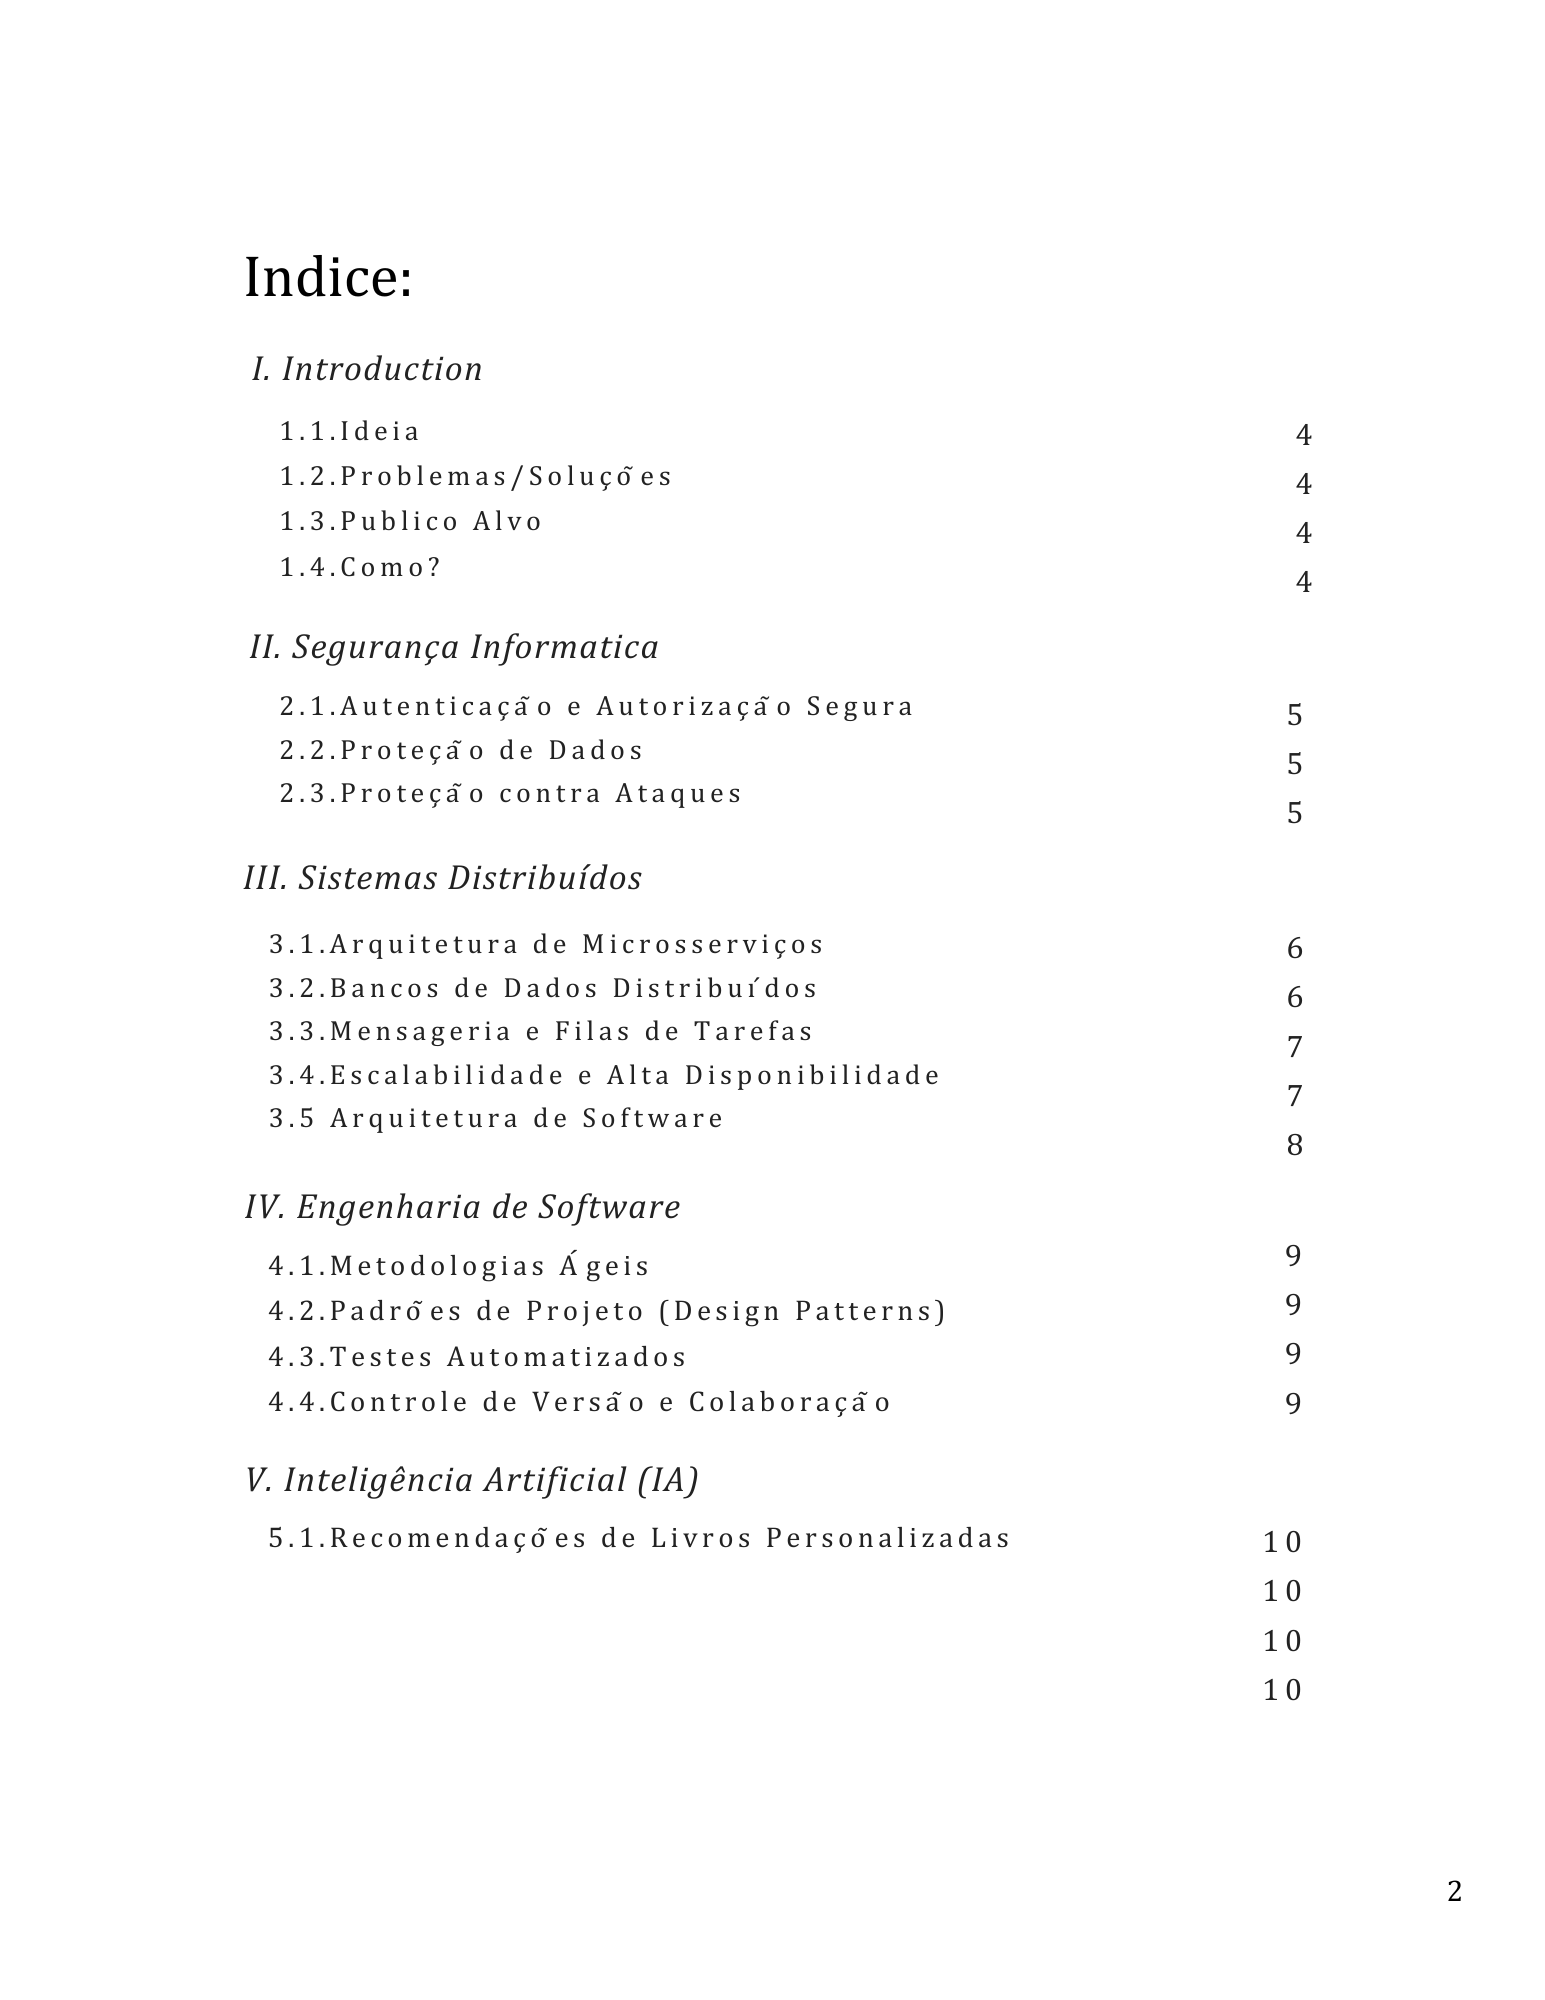 Indice:
I. Introduction
1.1.Ideia 4
1.2.Problemas/Soluções 4
1.3.Publico Alvo 4
1.4.Como? 4
II. Segurança Informatica
2.1.Autenticação e Autorização Segura 5
2.2.Proteção de Dados 5
2.3.Proteção contra Ataques 5
III. Sistemas Distribuídos
3.1.Arquitetura de Microsserviços 6
3.2.Bancos de Dados Distribuídos 6
3.3.Mensageria e Filas de Tarefas 7
3.4.Escalabilidade e Alta Disponibilidade 7
3.5 Arquitetura de Software 8
IV. Engenharia de Software
4.1.Metodologias Ágeis 9
4.2.Padrões de Projeto (Design Patterns) 9
4.3.Testes Automatizados 9
4.4.Controle de Versão e Colaboração 9
V. Inteligência Artificial (IA)
5.1.Recomendações de Livros Personalizadas 10
10
10
10
2